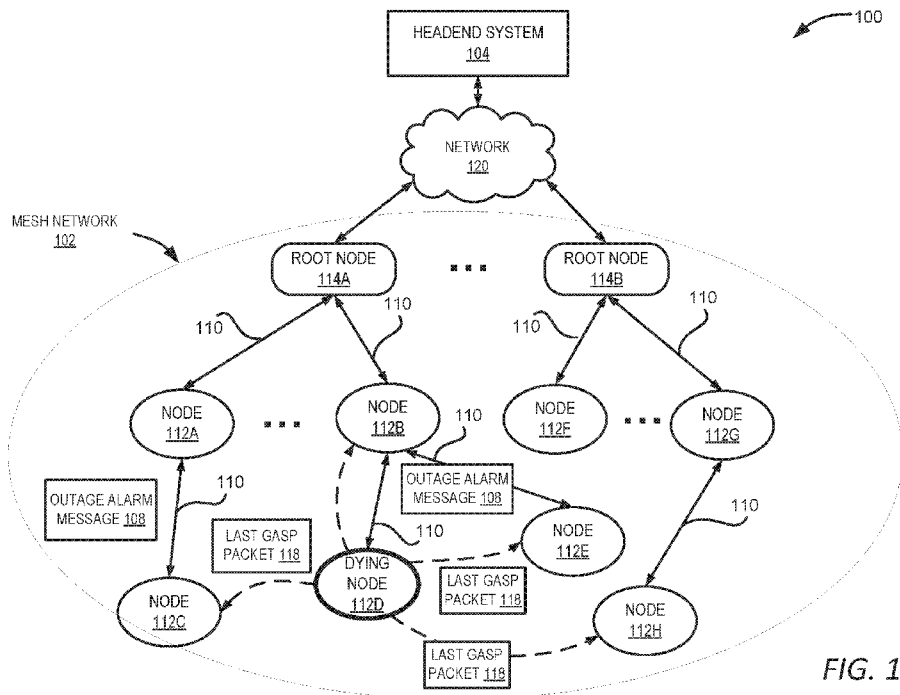 100
HEADEND SYSTEM
104
NETWORK
120
MESH NETWORK
102
ROOT NODE
114A
ROOT NODE
114B
110
110
110
110
NODE
112A
NODE
112B
NODE
112F
NODE
112G
110
OUTAGE ALARM
MESSAGE 108
110
OUTAGE ALARM
MESSAGE 108
110
LAST GASP
PACKET 118
110
NODE
112E
DYING
NODE
112D
LAST GASP
PACKET 118
NODE
112C
NODE
112H
LAST GASP
PACKET 118
FIG. 1